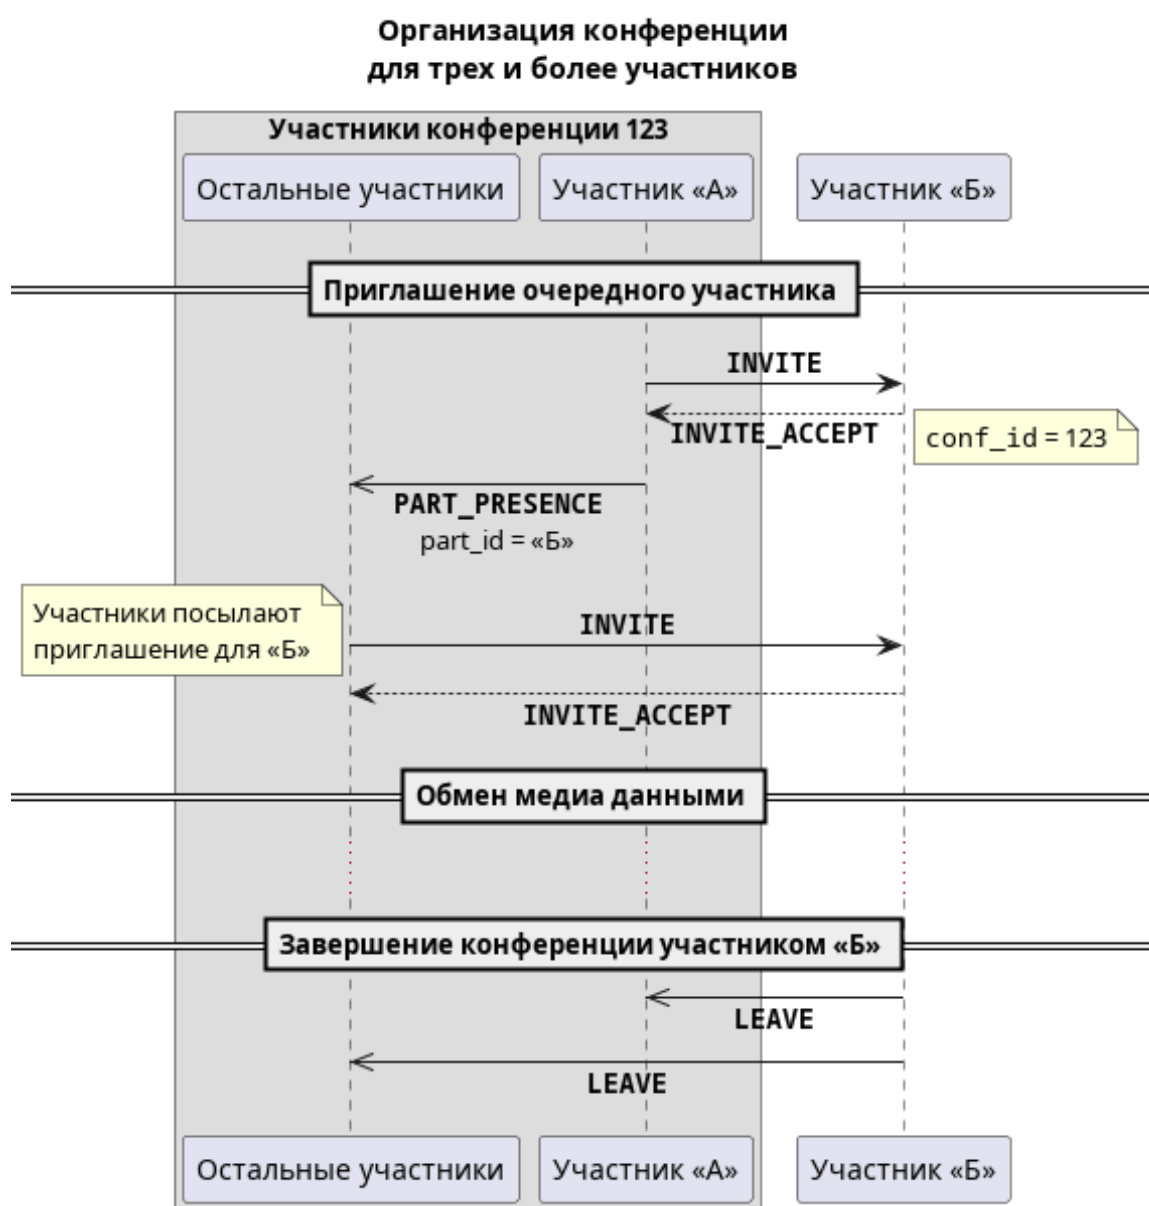 Организация конференции
для трех и более участников
Участники конференции 123
Остальные участники
Участник «А»
Участник «Б»
Приглашение очередного участника
INVITE
INVITE_ACCEPT
conf_id = 123
PART_PRESENCE
part_id = «Б»
Участники посылают
приглашение для «Б»
INVITE
INVITE_ACCEPT
Обмен медиа данными
Завершение конференции участником «Б»
LEAVE
LEAVE
Остальные участники
Участник «А»
Участник «Б»